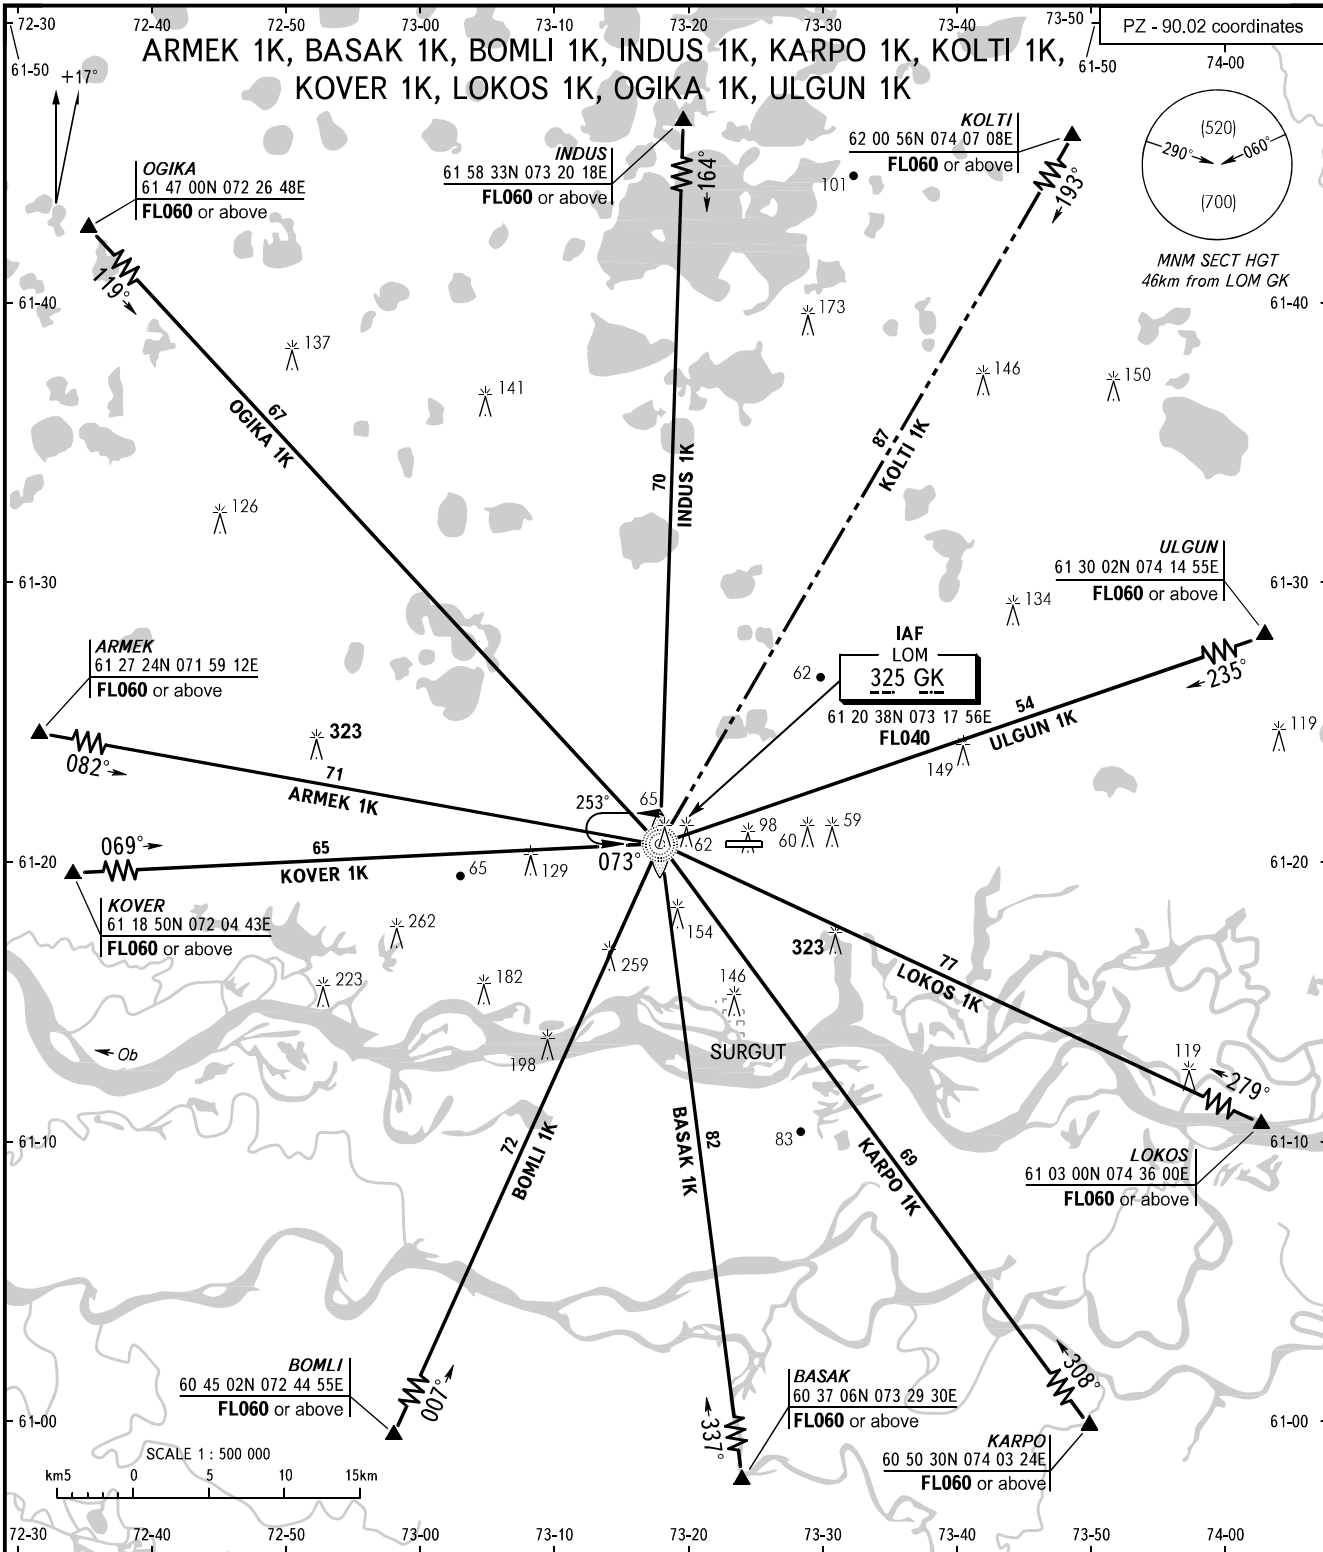 72-30 72-40 72-50 73-00 73-10 73-20 73-30 73-40 73-50
PZ - 90.02 coordinates
ARMEK 1K, BASAK 1K, BOMLI 1K, INDUS 1K, KARPO 1K, KOLTI 1K,
KOVER 1K, LOKOS 1K, OGIKA 1K, ULGUN 1K
61-50
61-50
74-00
+17°
(520)
290° 060°
(700)
MNM SECT HGT
46km from LOM GK
OGIKA
61 47 00N 072 26 48E
FL060 or above
INDUS
61 58 33N 073 20 18E
FL060 or above
KOLTI
62 00 56N 074 07 08E
FL060 or above
101
164°
193°
119°
61-40
61-40
173
137
141
146
150
67
OGIKA 1K
70
INDUS 1K
87
KOLTI 1K
126
61-30
61-30
ULGUN
61 30 02N 074 14 55E
FL060 or above
134
IAF
LOM
325 GK
61 20 38N 073 17 56E
FL040
62
235°
54
ULGUN 1K
149
119
ARMEK
61 27 24N 071 59 12E
FL060 or above
323
082°
71
ARMEK 1K
253°
65
62
98
60
59
069°
65
KOVER 1K
073°
65
129
61-20
61-20
KOVER
61 18 50N 072 04 43E
FL060 or above
262
154
323
259
223
182
146
77
LOKOS 1K
SURGUT
Ob
198
119
279°
61-10
61-10
83
LOKOS
61 03 00N 074 36 00E
FL060 or above
72
BOMLI 1K
82
BASAK 1K
69
KARPO 1K
BOMLI
60 45 02N 072 44 55E
FL060 or above
007°
337°
308°
BASAK
60 37 06N 073 29 30E
FL060 or above
61-00
61-00
KARPO
60 50 30N 074 03 24E
FL060 or above
SCALE 1 : 500 000
km5 0 5 10 15km
72-30 72-40 72-50 73-00 73-10 73-20 73-30 73-40 73-50 74-00